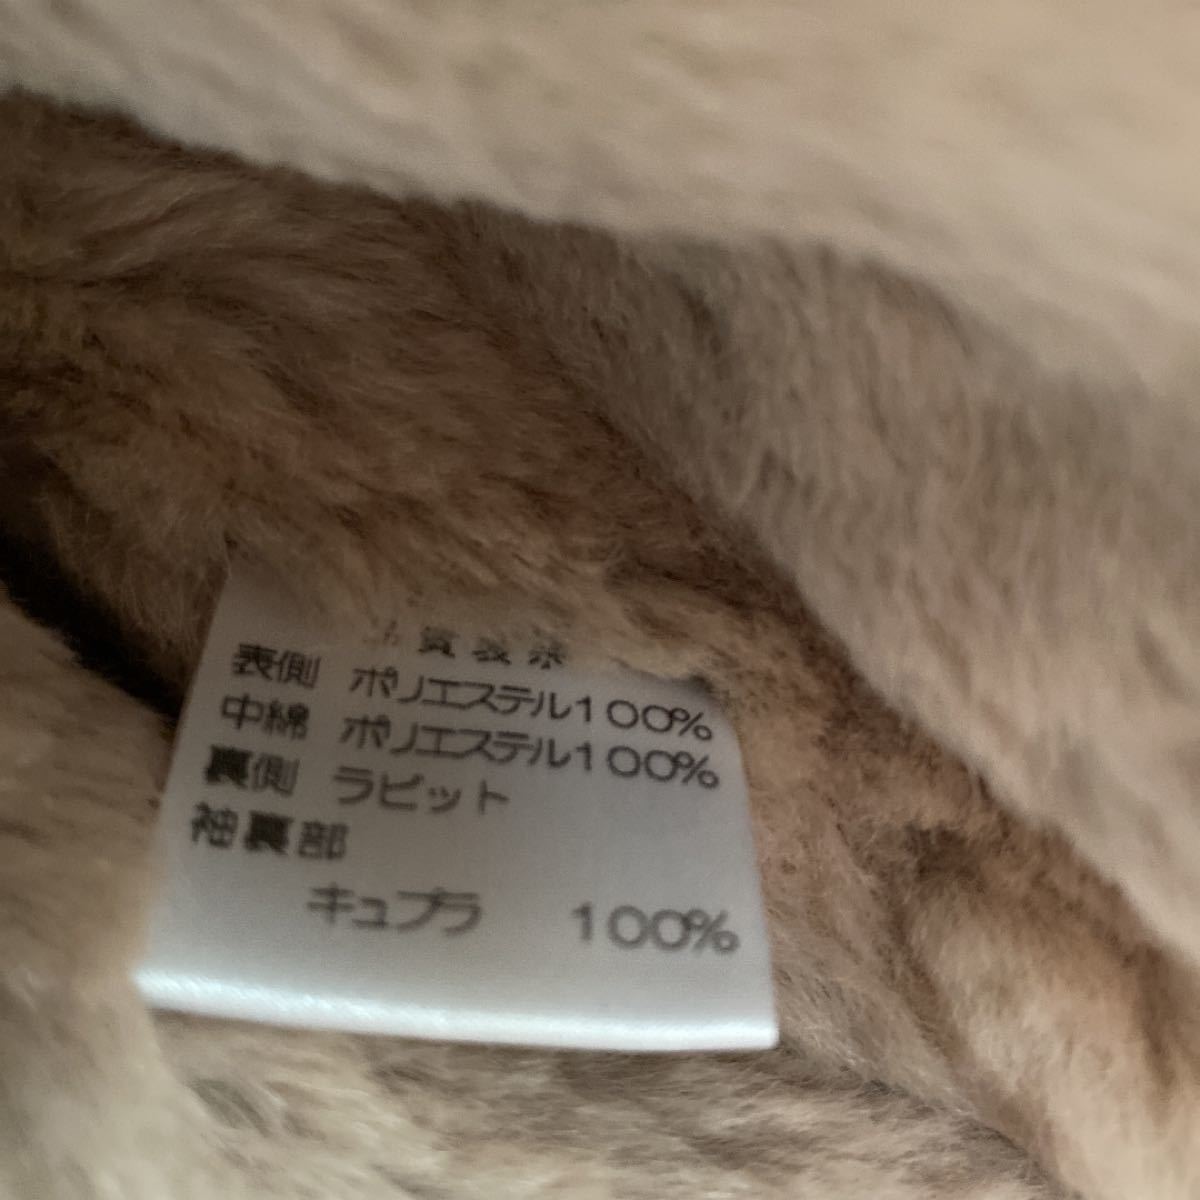 品質表示
表側 ポリエステル100%
中綿 ポリエステル100%
裏側 ラビット
袖裏部
キュプラ 100%